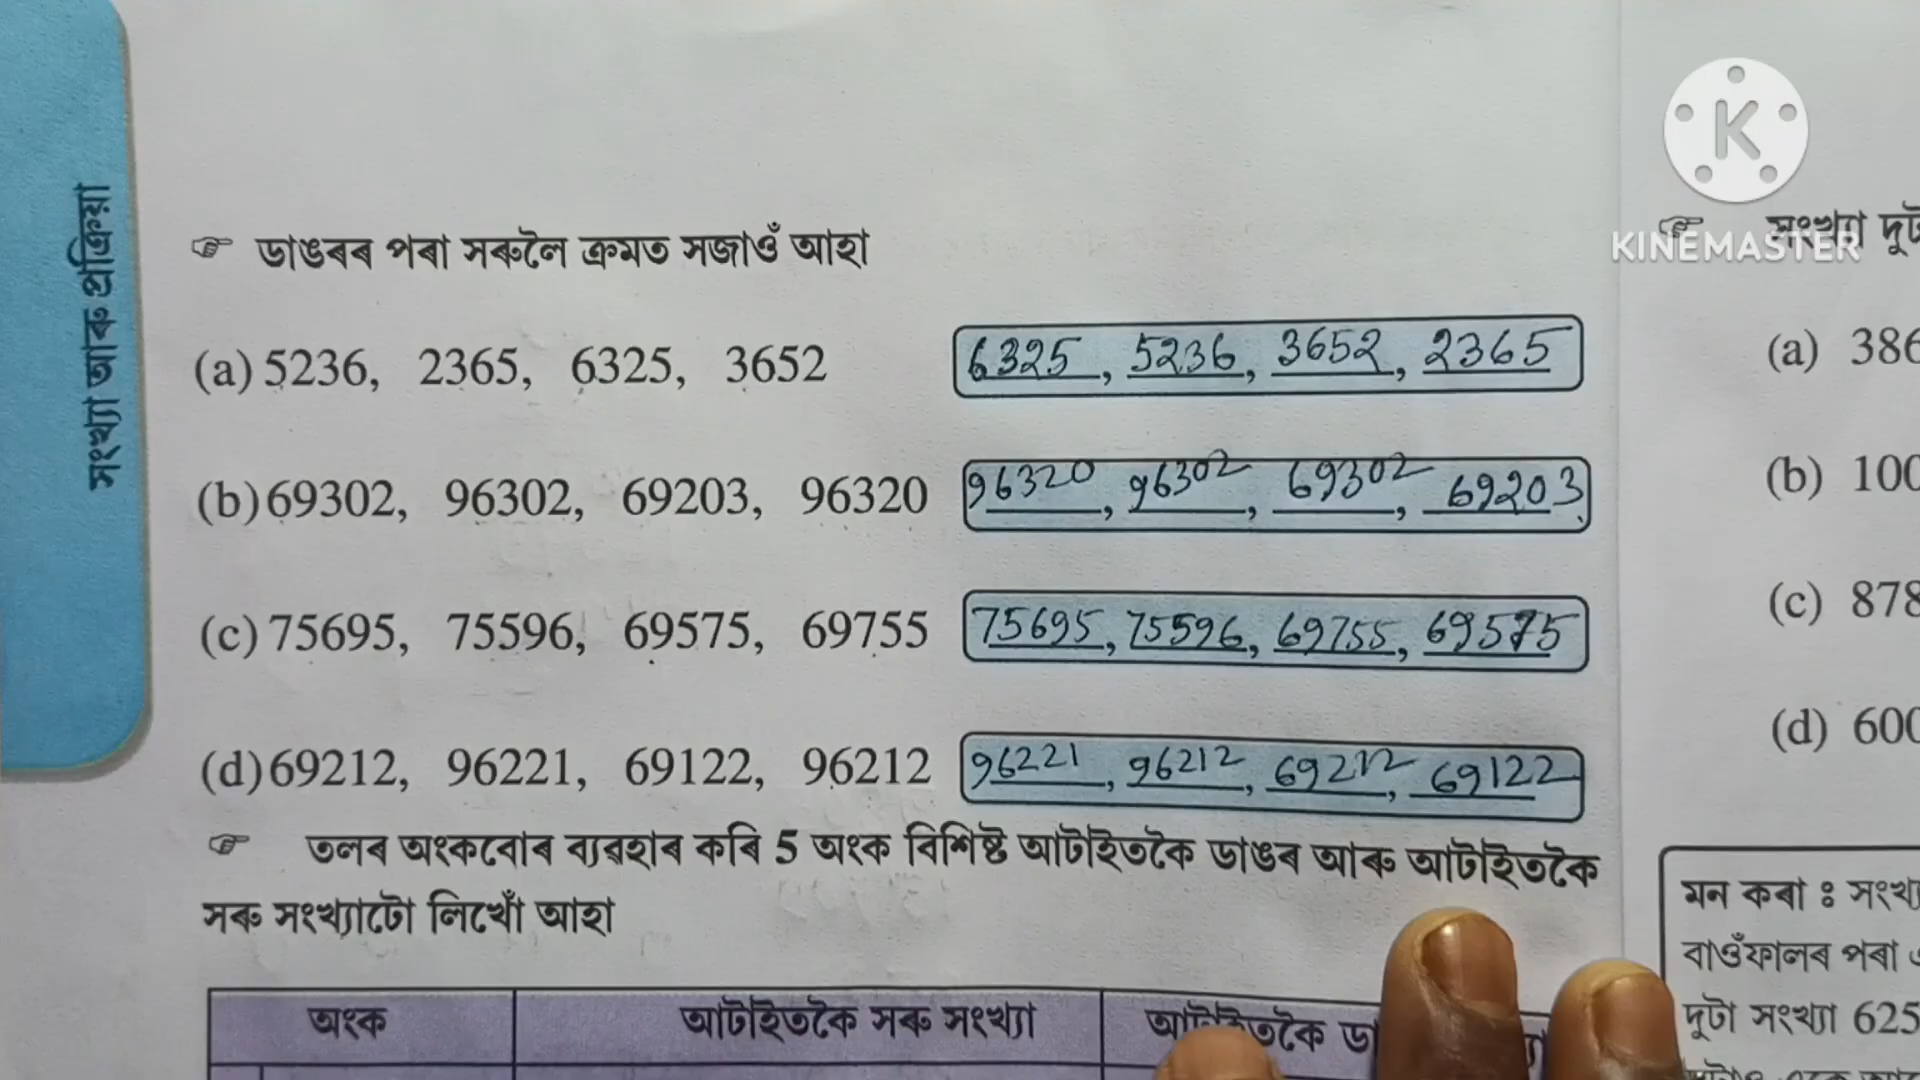 সংখ্যা আৰু প্ৰক্ৰিয়া
☞ ডাঙৰৰ পৰা সৰুলৈ ক্ৰমত সজাওঁ আহা
(a) 5236, 2365, 6325, 3652 6325, 5236, 3652, 2365
(b) 69302, 96302, 69203, 96320 96320, 96302, 69302, 69203
(c) 75695, 75596, 69575, 69755 75695, 75596, 69755, 69575
(d) 69212, 96221, 69122, 96212 96221, 96212, 69212, 69122
☞ তলৰ অংকবোৰ ব্যৱহাৰ কৰি 5 অংক বিশিষ্ট আটাইতকৈ ডাঙৰ আৰু আটাইতকৈ
সৰু সংখ্যাটো লিখোঁ আহা
অংক আটাইতকৈ সৰু সংখ্যা আটাইতকৈ
KINEMASTER
☞ সংখ্যা
(a) 386
(b) 100
(c) 878
(d) 600
মন কৰা ঃ
বাওঁফালৰ পৰা
দুটা সংখ্যা 625